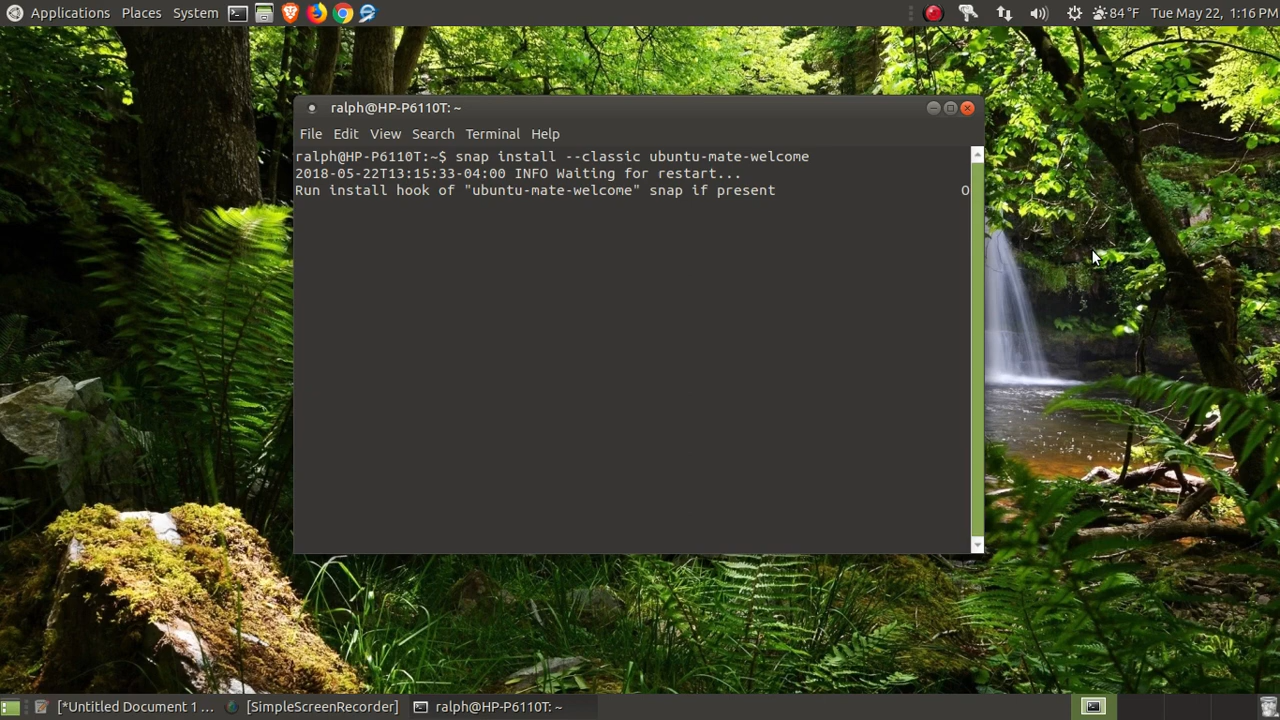 Applications Places System 84 °F Tue May 22, 1:16 PM
ralph@HP-P6110T: ~
File Edit View Search Terminal Help
ralph@HP-P6110T:~$ snap install --classic ubuntu-mate-welcome
2018-05-22T13:15:33-04:00 INFO Waiting for restart...
Run install hook of "ubuntu-mate-welcome" snap if present 0
[*Untitled Document 1 ... [SimpleScreenRecorder] ralph@HP-P6110T: ~